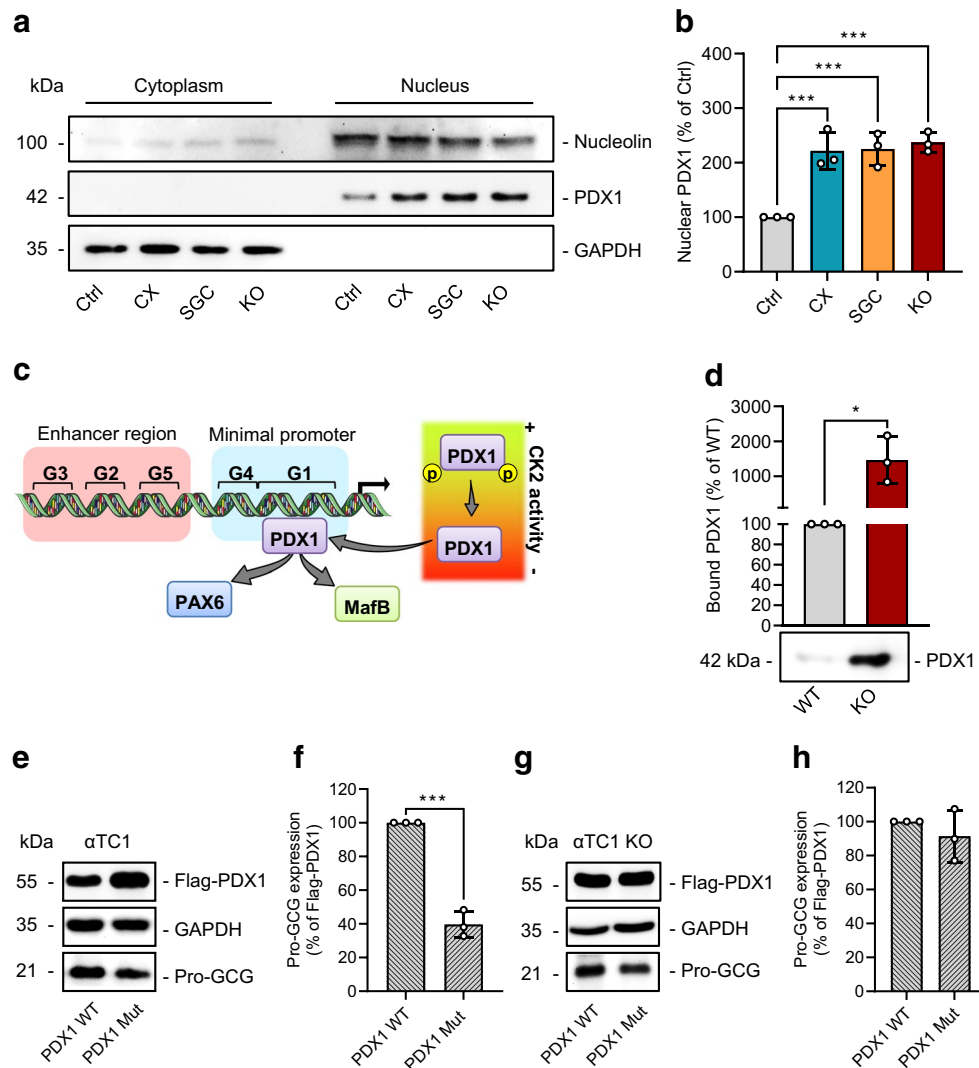 a
kDa
Cytoplasm
Nucleus
100 -
- Nucleolin
42 -
- PDX1
35 -
- GAPDH
Ctrl CX SGC KO Ctrl CX SGC KO
b
Nuclear PDX1 (% of Ctrl)
400
300
200
100
0
***
***
***
Ctrl CX SGC KO
c
Enhancer region
Minimal promoter
G3 G2 G5 G4 G1
PDX1
PAX6
MafB
p PDX1 p
PDX1
+ CK2 activity -
d
Bound PDX1 (% of WT)
3000
2000
1000
100
80
60
40
20
0
*
42 kDa - - PDX1
WT KO
e
kDa αTC1
55 - - Flag-PDX1
35 - - GAPDH
21 - - Pro-GCG
PDX1 WT PDX1 Mut
f
Pro-GCG expression
(% of Flag-PDX1)
120
100
80
60
40
20
0
***
PDX1 WT PDX1 Mut
g
kDa αTC1 KO
55 - - Flag-PDX1
35 - - GAPDH
21 - - Pro-GCG
PDX1 WT PDX1 Mut
h
Pro-GCG expression
(% of Flag-PDX1)
120
100
80
60
40
20
0
PDX1 WT PDX1 Mut